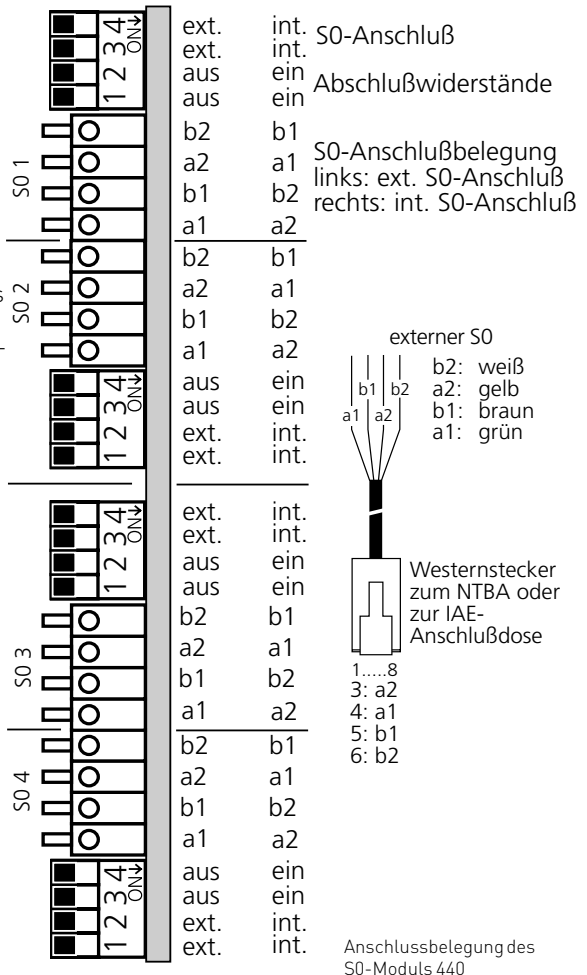 4 ext. int. S0-Anschluß
3 ext. int.
2 aus ein Abschlußwiderstände
1 aus ein
ON
S0 1
b2 b1
a2 a1
b1 b2
a1 a2
S0-Anschlußbelegung
links: ext. S0-Anschluß
rechts: int. S0-Anschluß
S0 2
b2 b1
a2 a1
b1 b2
a1 a2
4 aus ein
3 aus ein
2 ext. int.
1 ext. int.
ON
externer S0
a1 b1 a2 b2
b2: weiß
a2: gelb
b1: braun
a1: grün
4 ext. int.
3 ext. int.
2 aus ein
1 aus ein
ON
Westernstecker
zum NTBA oder
zur IAE-
Anschlußdose
1.....8
3: a2
4: a1
5: b1
6: b2
S0 3
b2 b1
a2 a1
b1 b2
a1 a2
S0 4
b2 b1
a2 a1
b1 b2
a1 a2
4 aus ein
3 aus ein
2 ext. int.
1 ext. int.
ON
Anschlussbelegung des
S0-Moduls 440